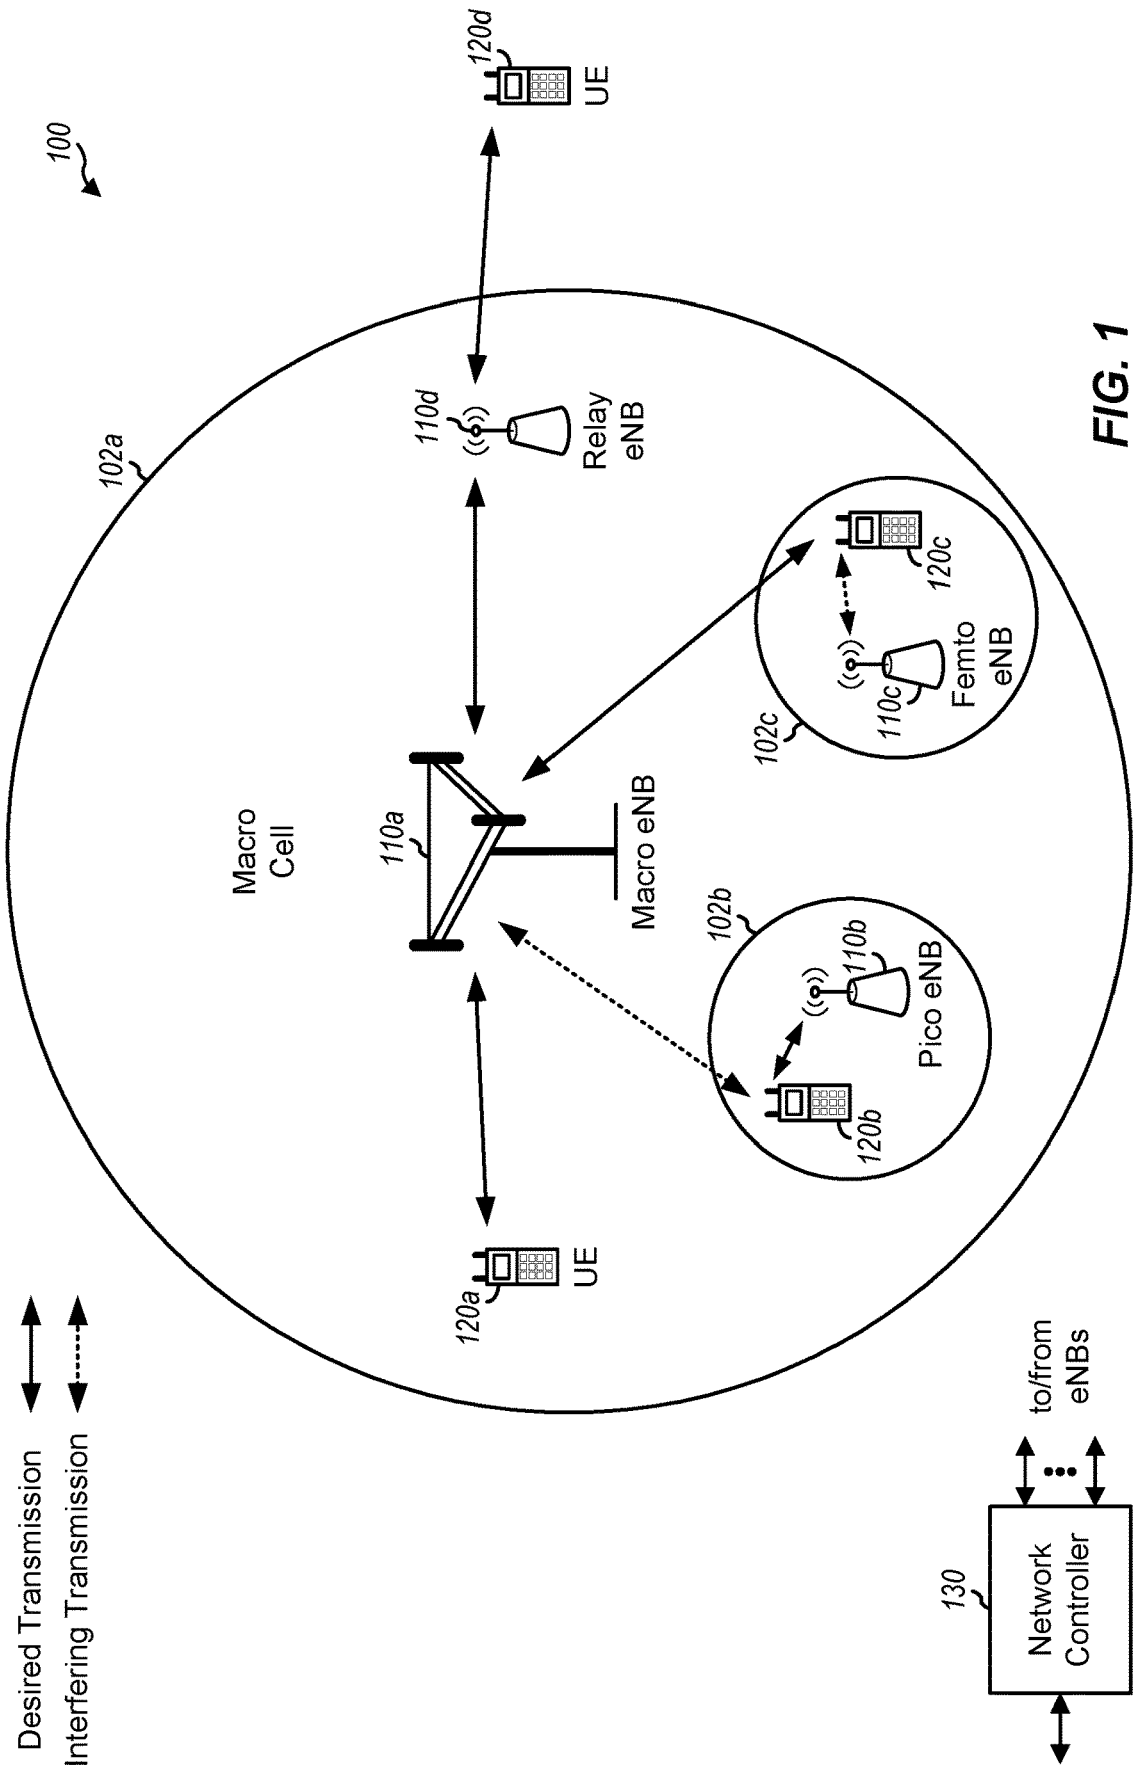 Desired Transmission
Interfering Transmission
100
102a
Macro
Cell
110a
Macro eNB
110d
Relay
eNB
120d
UE
120a
UE
102b
110b
Pico eNB
120b
102c
110c
Femto
eNB
120c
130
Network
Controller
to/from
eNBs
FIG. 1